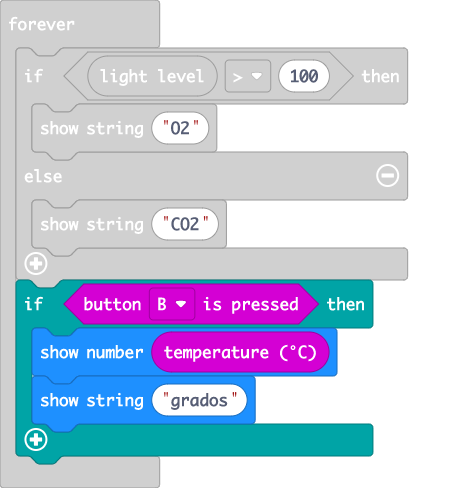 forever
if light level > 100 then
show string "O2"
else
show string "CO2"
if button B is pressed then
show number temperature (°C)
show string "grados"